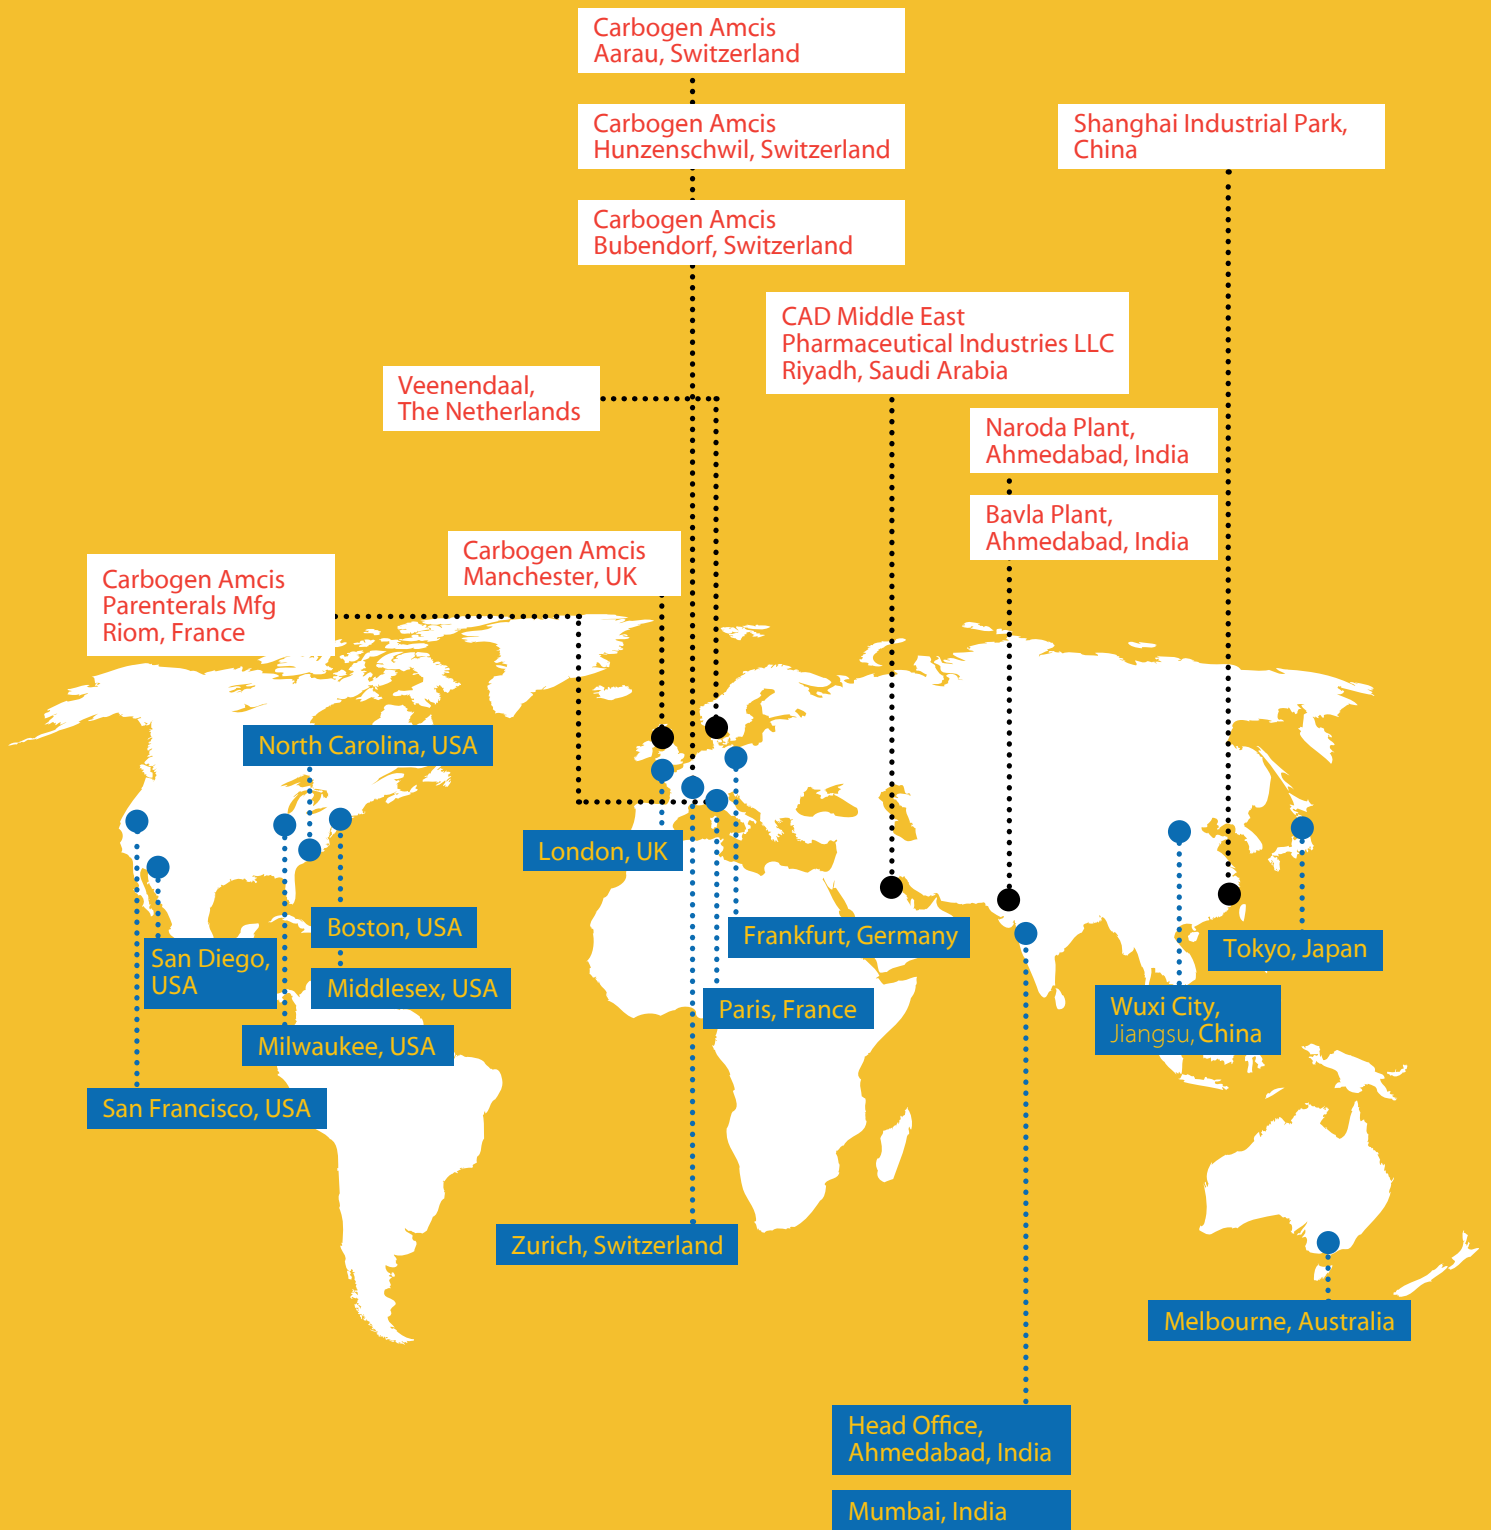 Carbogen Amcis
Aarau, Switzerland
Carbogen Amcis
Hunzenschwil, Switzerland
Shanghai Industrial Park,
China
Carbogen Amcis
Bubendorf, Switzerland
CAD Middle East
Pharmaceutical Industries LLC
Riyadh, Saudi Arabia
Veenendaal,
The Netherlands
Naroda Plant,
Ahmedabad, India
Bavla Plant,
Ahmedabad, India
Carbogen Amcis
Manchester, UK
Carbogen Amcis
Parenterals Mfg
Riom, France
North Carolina, USA
London, UK
Boston, USA
Frankfurt, Germany
Tokyo, Japan
San Diego,
USA
Middlesex, USA
Paris, France
Wuxi City,
Jiangsu, China
Milwaukee, USA
San Francisco, USA
Zurich, Switzerland
Melbourne, Australia
Head Office,
Ahmedabad, India
Mumbai, India